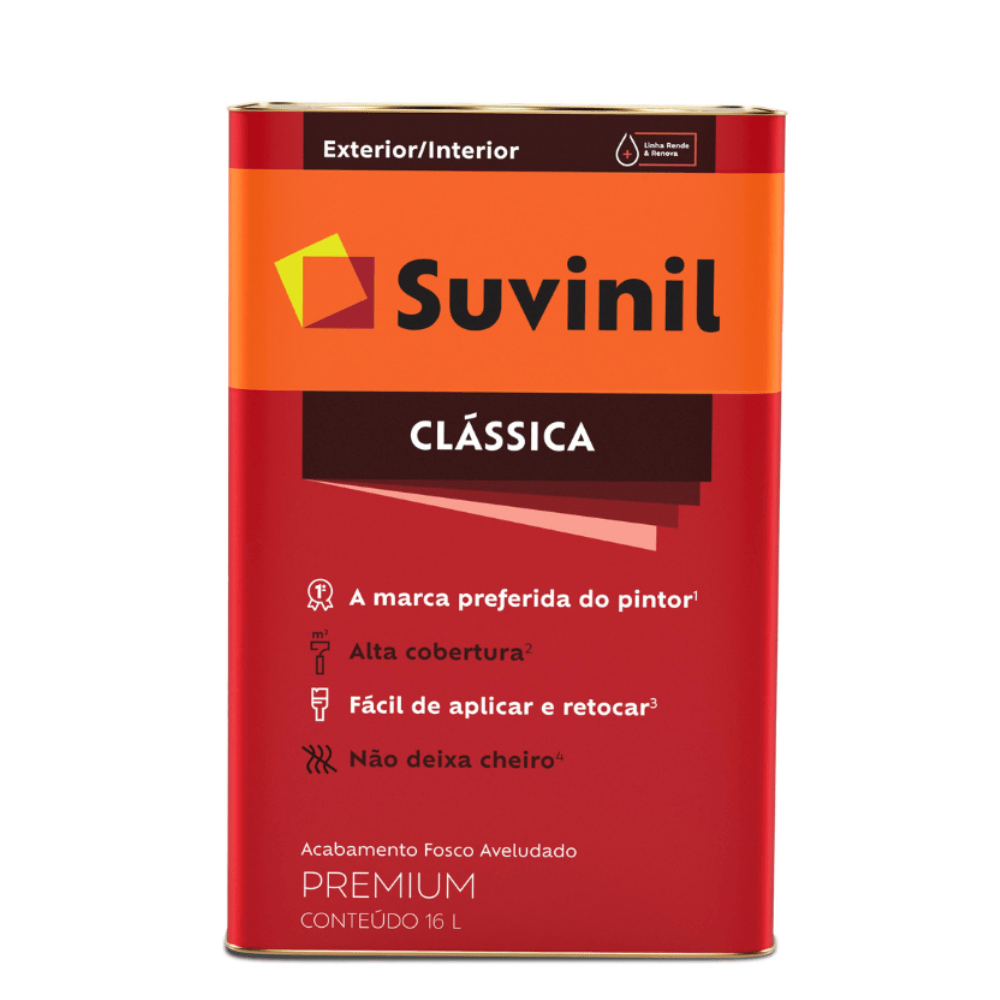 Exterior/Interior
Linha Rende
& Renova
Suvinil
CLÁSSICA
1º
A marca preferida do pintor¹
m²
Alta cobertura²
Fácil de aplicar e retocar³
Não deixa cheiro⁴
Acabamento Fosco Aveludado
PREMIUM
CONTEÚDO 16 L